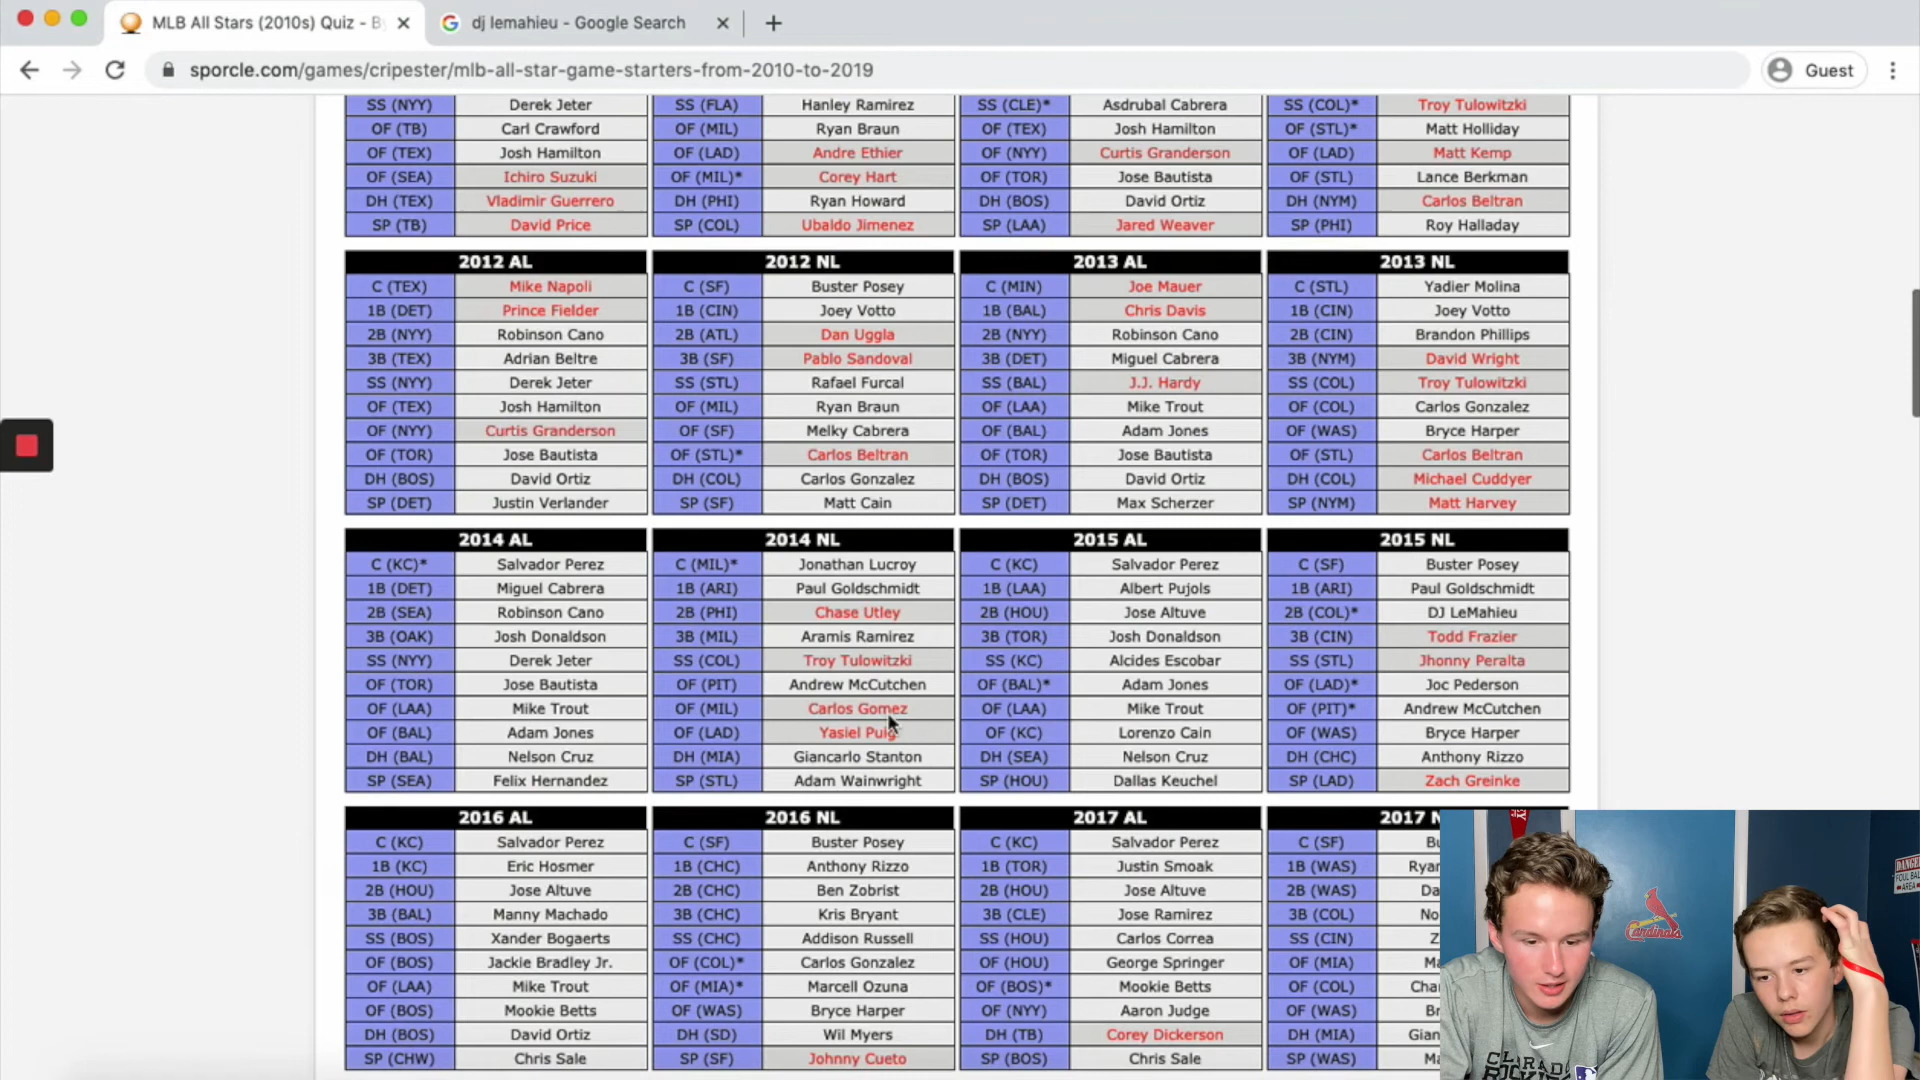 MLB All Stars (2010s) Quiz - B
dj lemahieu - Google Search
sporcle.com/games/cripester/mlb-all-star-game-starters-from-2010-to-2019
Guest
SS (NYY) Derek Jeter SS (FLA) Hanley Ramirez SS (CLE)* Asdrubal Cabrera SS (COL)* Troy Tulowitzki
OF (TB) Carl Crawford OF (MIL) Ryan Braun OF (TEX) Josh Hamilton OF (STL)* Matt Holliday
OF (TEX) Josh Hamilton OF (LAD) Andre Ethier OF (NYY) Curtis Granderson OF (LAD) Matt Kemp
OF (SEA) Ichiro Suzuki OF (MIL)* Corey Hart OF (TOR) Jose Bautista OF (STL) Lance Berkman
DH (TEX) Vladimir Guerrero DH (PHI) Ryan Howard DH (BOS) David Ortiz DH (NYM) Carlos Beltran
SP (TB) David Price SP (COL) Ubaldo Jimenez SP (LAA) Jared Weaver SP (PHI) Roy Halladay
2012 AL 2012 NL 2013 AL 2013 NL
C (TEX) Mike Napoli C (SF) Buster Posey C (MIN) Joe Mauer C (STL) Yadier Molina
1B (DET) Prince Fielder 1B (CIN) Joey Votto 1B (BAL) Chris Davis 1B (CIN) Joey Votto
2B (NYY) Robinson Cano 2B (ATL) Dan Uggla 2B (NYY) Robinson Cano 2B (CIN) Brandon Phillips
3B (TEX) Adrian Beltre 3B (SF) Pablo Sandoval 3B (DET) Miguel Cabrera 3B (NYM) David Wright
SS (NYY) Derek Jeter SS (STL) Rafael Furcal SS (BAL) J.J. Hardy SS (COL) Troy Tulowitzki
OF (TEX) Josh Hamilton OF (MIL) Ryan Braun OF (LAA) Mike Trout OF (COL) Carlos Gonzalez
OF (NYY) Curtis Granderson OF (SF) Melky Cabrera OF (BAL) Adam Jones OF (WAS) Bryce Harper
OF (TOR) Jose Bautista OF (STL)* Carlos Beltran OF (TOR) Jose Bautista OF (STL) Carlos Beltran
DH (BOS) David Ortiz DH (COL) Carlos Gonzalez DH (BOS) David Ortiz DH (COL) Michael Cuddyer
SP (DET) Justin Verlander SP (SF) Matt Cain SP (DET) Max Scherzer SP (NYM) Matt Harvey
2014 AL 2014 NL 2015 AL 2015 NL
C (KC)* Salvador Perez C (MIL)* Jonathan Lucroy C (KC) Salvador Perez C (SF) Buster Posey
1B (DET) Miguel Cabrera 1B (ARI) Paul Goldschmidt 1B (LAA) Albert Pujols 1B (ARI) Paul Goldschmidt
2B (SEA) Robinson Cano 2B (PHI) Chase Utley 2B (HOU) Jose Altuve 2B (COL)* DJ LeMahieu
3B (OAK) Josh Donaldson 3B (MIL) Aramis Ramirez 3B (TOR) Josh Donaldson 3B (CIN) Todd Frazier
SS (NYY) Derek Jeter SS (COL) Troy Tulowitzki SS (KC) Alcides Escobar SS (STL) Jhonny Peralta
OF (TOR) Jose Bautista OF (PIT) Andrew McCutchen OF (BAL)* Adam Jones OF (LAD)* Joc Pederson
OF (LAA) Mike Trout OF (MIL) Carlos Gomez OF (LAA) Mike Trout OF (PIT)* Andrew McCutchen
OF (BAL) Adam Jones OF (LAD) Yasiel Puig OF (KC) Lorenzo Cain OF (WAS) Bryce Harper
DH (BAL) Nelson Cruz DH (MIA) Giancarlo Stanton DH (SEA) Nelson Cruz DH (CHC) Anthony Rizzo
SP (SEA) Felix Hernandez SP (STL) Adam Wainwright SP (HOU) Dallas Keuchel SP (LAD) Zach Greinke
2016 AL 2016 NL 2017 AL 2017 N
C (KC) Salvador Perez C (SF) Buster Posey C (KC) Salvador Perez C (SF) Bu
1B (KC) Eric Hosmer 1B (CHC) Anthony Rizzo 1B (TOR) Justin Smoak 1B (WAS) Ryar
2B (HOU) Jose Altuve 2B (CHC) Ben Zobrist 2B (HOU) Jose Altuve 2B (WAS) Da
3B (BAL) Manny Machado 3B (CHC) Kris Bryant 3B (CLE) Jose Ramirez 3B (COL) No
SS (BOS) Xander Bogaerts SS (CHC) Addison Russell SS (HOU) Carlos Correa SS (CIN) Z
OF (BOS) Jackie Bradley Jr. OF (COL)* Carlos Gonzalez OF (HOU) George Springer OF (MIA) Ma
OF (LAA) Mike Trout OF (MIA)* Marcell Ozuna OF (BOS)* Mookie Betts OF (COL) Char
OF (BOS) Mookie Betts OF (WAS) Bryce Harper OF (NYY) Aaron Judge OF (WAS) Br
DH (BOS) David Ortiz DH (SD) Wil Myers DH (TB) Corey Dickerson DH (MIA) Gian
SP (CHW) Chris Sale SP (SF) Johnny Cueto SP (BOS) Chris Sale SP (WAS) Ma
Cardinals
DANGER
FOUL BAL
AREA